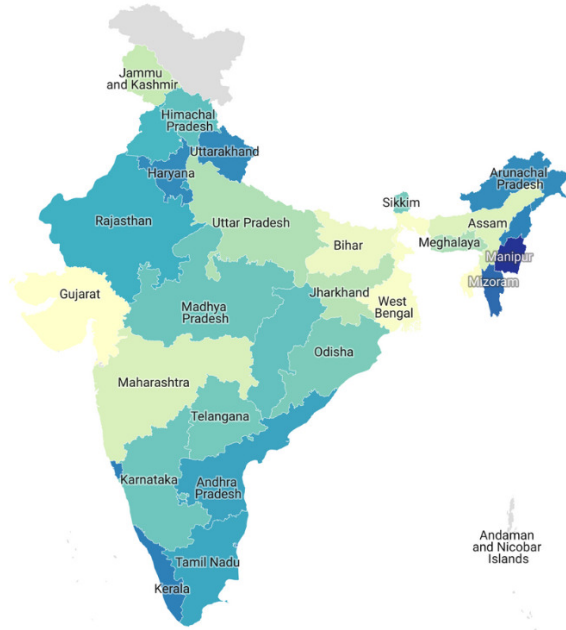 Jammu
and Kashmir
Himachal
Pradesh
Uttarakhand
Haryana
Arunachal
Pradesh
Sikkim
Rajasthan
Uttar Pradesh
Assam
Bihar
Meghalaya
Manipur
Jharkhand
Mizoram
Gujarat
West
Bengal
Madhya
Pradesh
Odisha
Maharashtra
Telangana
Karnataka
Andhra
Pradesh
Andaman
and Nicobar
Islands
Tamil Nadu
Kerala